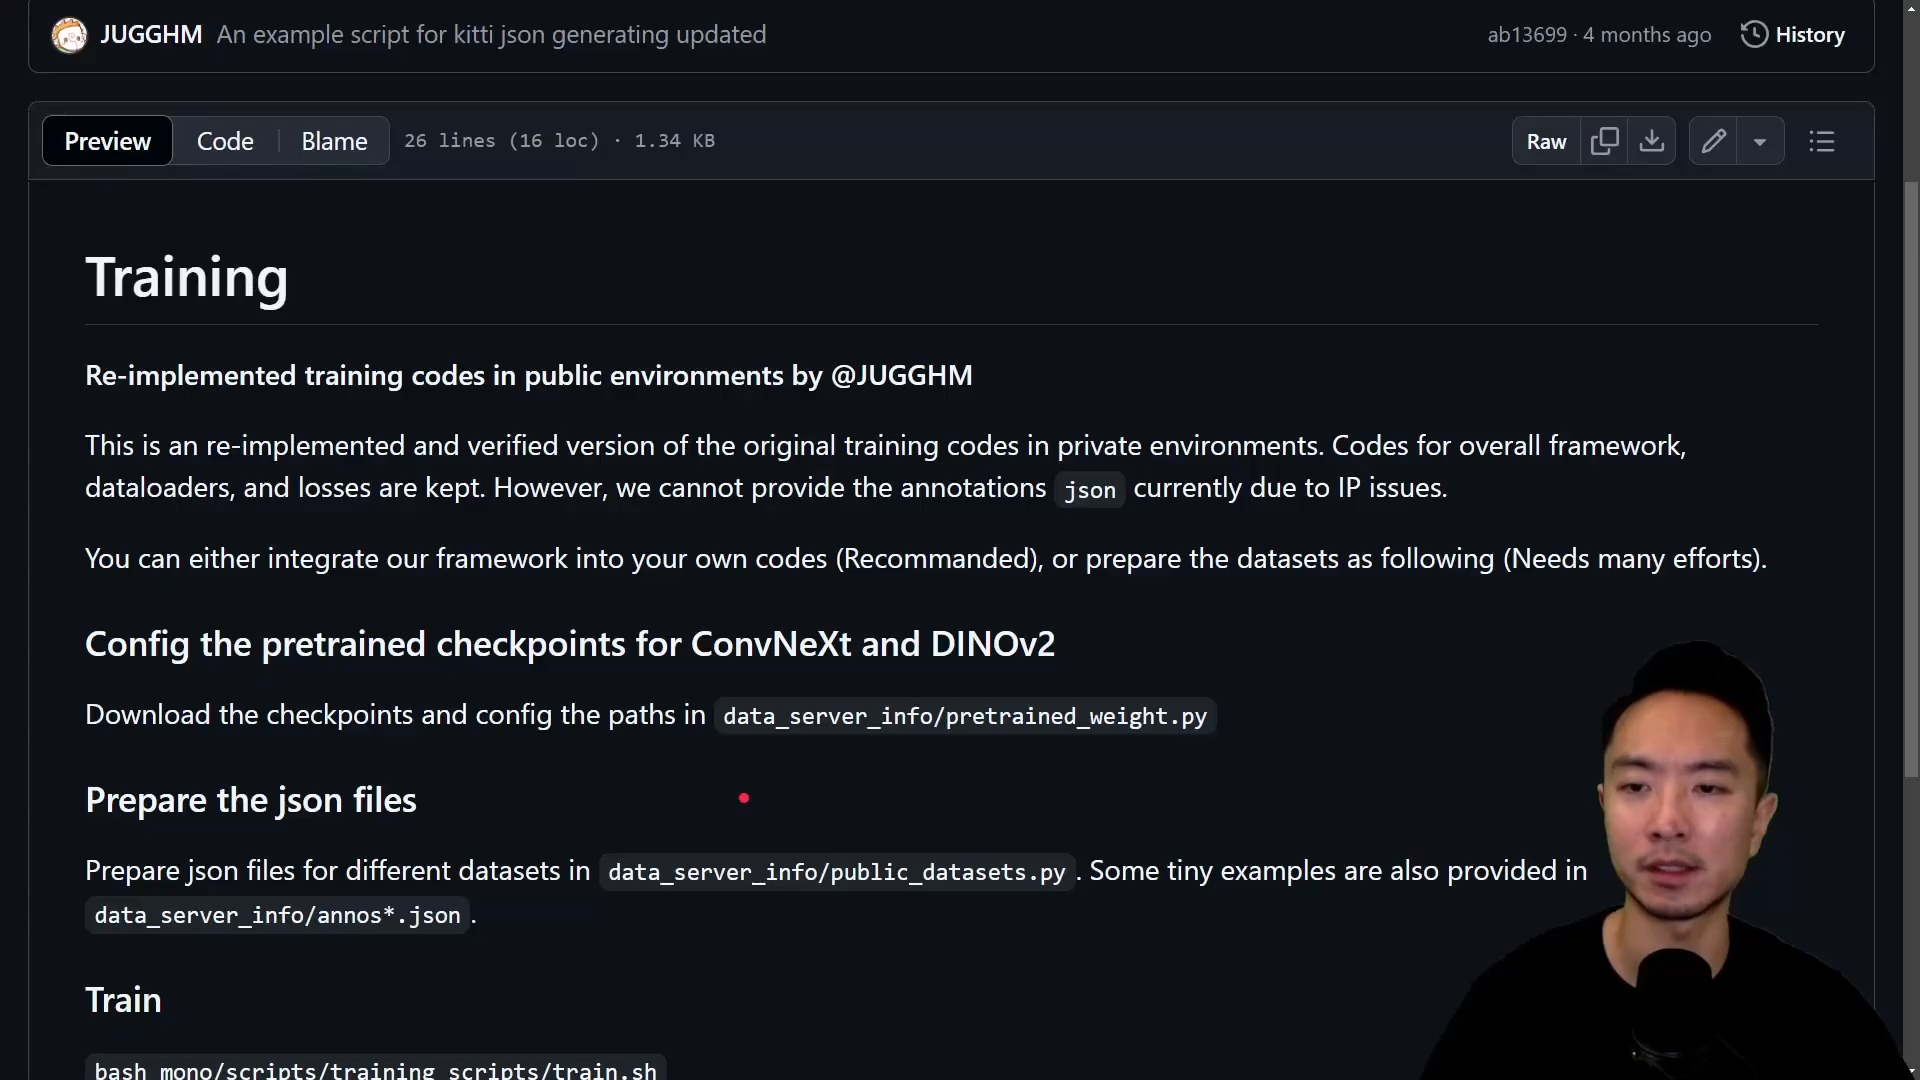 JUGGHM An example script for kitti json generating updated ab13699 · 4 months ago History
Preview Code Blame 26 lines (16 loc) · 1.34 KB Raw
Training
Re-implemented training codes in public environments by @JUGGHM
This is an re-implemented and verified version of the original training codes in private environments. Codes for overall framework,
dataloaders, and losses are kept. However, we cannot provide the annotations json currently due to IP issues.
You can either integrate our framework into your own codes (Recommanded), or prepare the datasets as following (Needs many efforts).
Config the pretrained checkpoints for ConvNeXt and DINOv2
Download the checkpoints and config the paths in data_server_info/pretrained_weight.py
Prepare the json files
Prepare json files for different datasets in data_server_info/public_datasets.py. Some tiny examples are also provided in
data_server_info/annos*.json.
Train
bash mono/scripts/training_scripts/train.sh